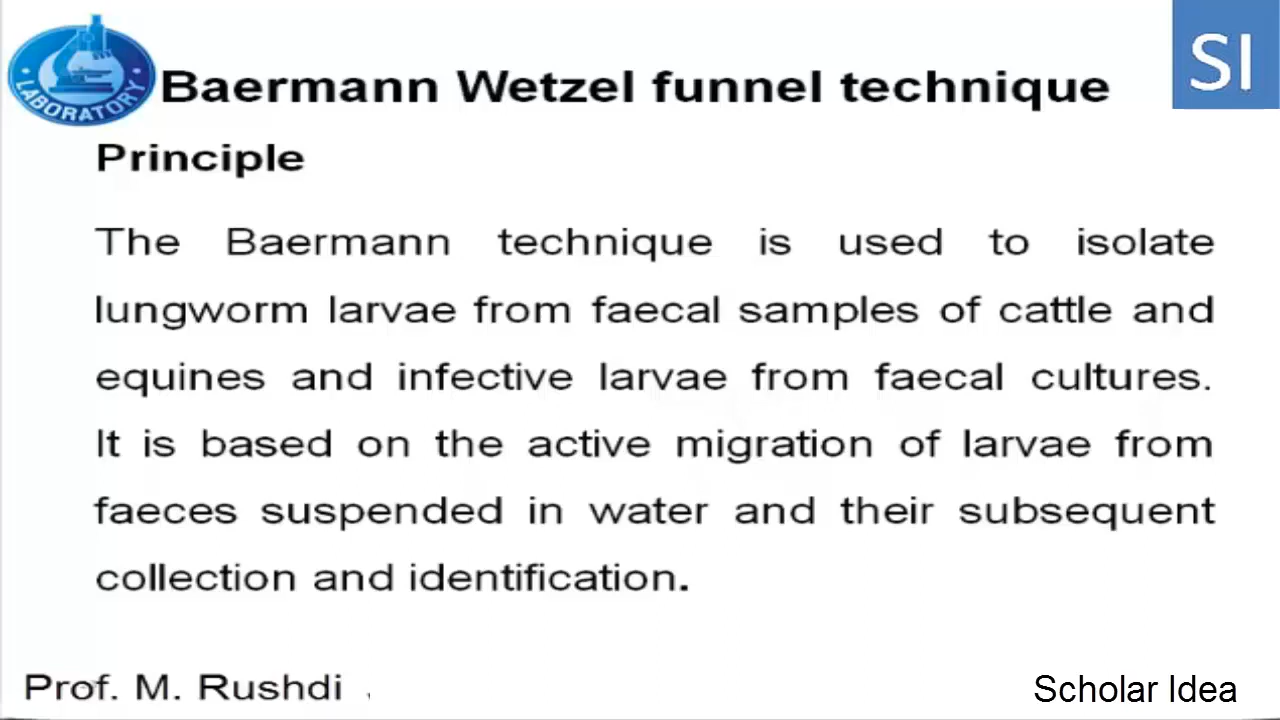 LABORATORY
SI
Baermann Wetzel funnel technique
Principle
The Baermann technique is used to isolate
lungworm larvae from faecal samples of cattle and
equines and infective larvae from faecal cultures.
It is based on the active migration of larvae from
faeces suspended in water and their subsequent
collection and identification.
Prof. M. Rushdi
Scholar Idea